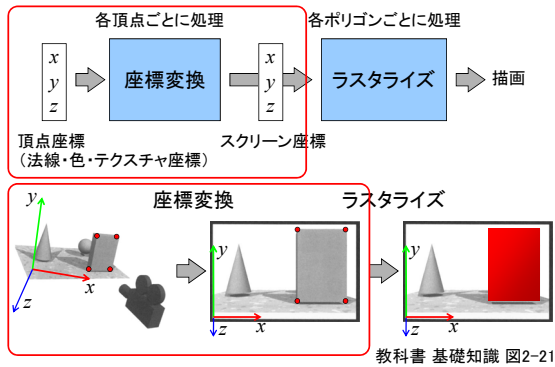 各頂点ごとに処理
各ポリゴンごとに処理
x
y
z
座標変換
x
y
z
ラスタライズ
描画
頂点座標
(法線・色・テクスチャ座標)
スクリーン座標
座標変換
ラスタライズ
y
x
z
y
x
z
y
x
z
教科書 基礎知識 図2-21